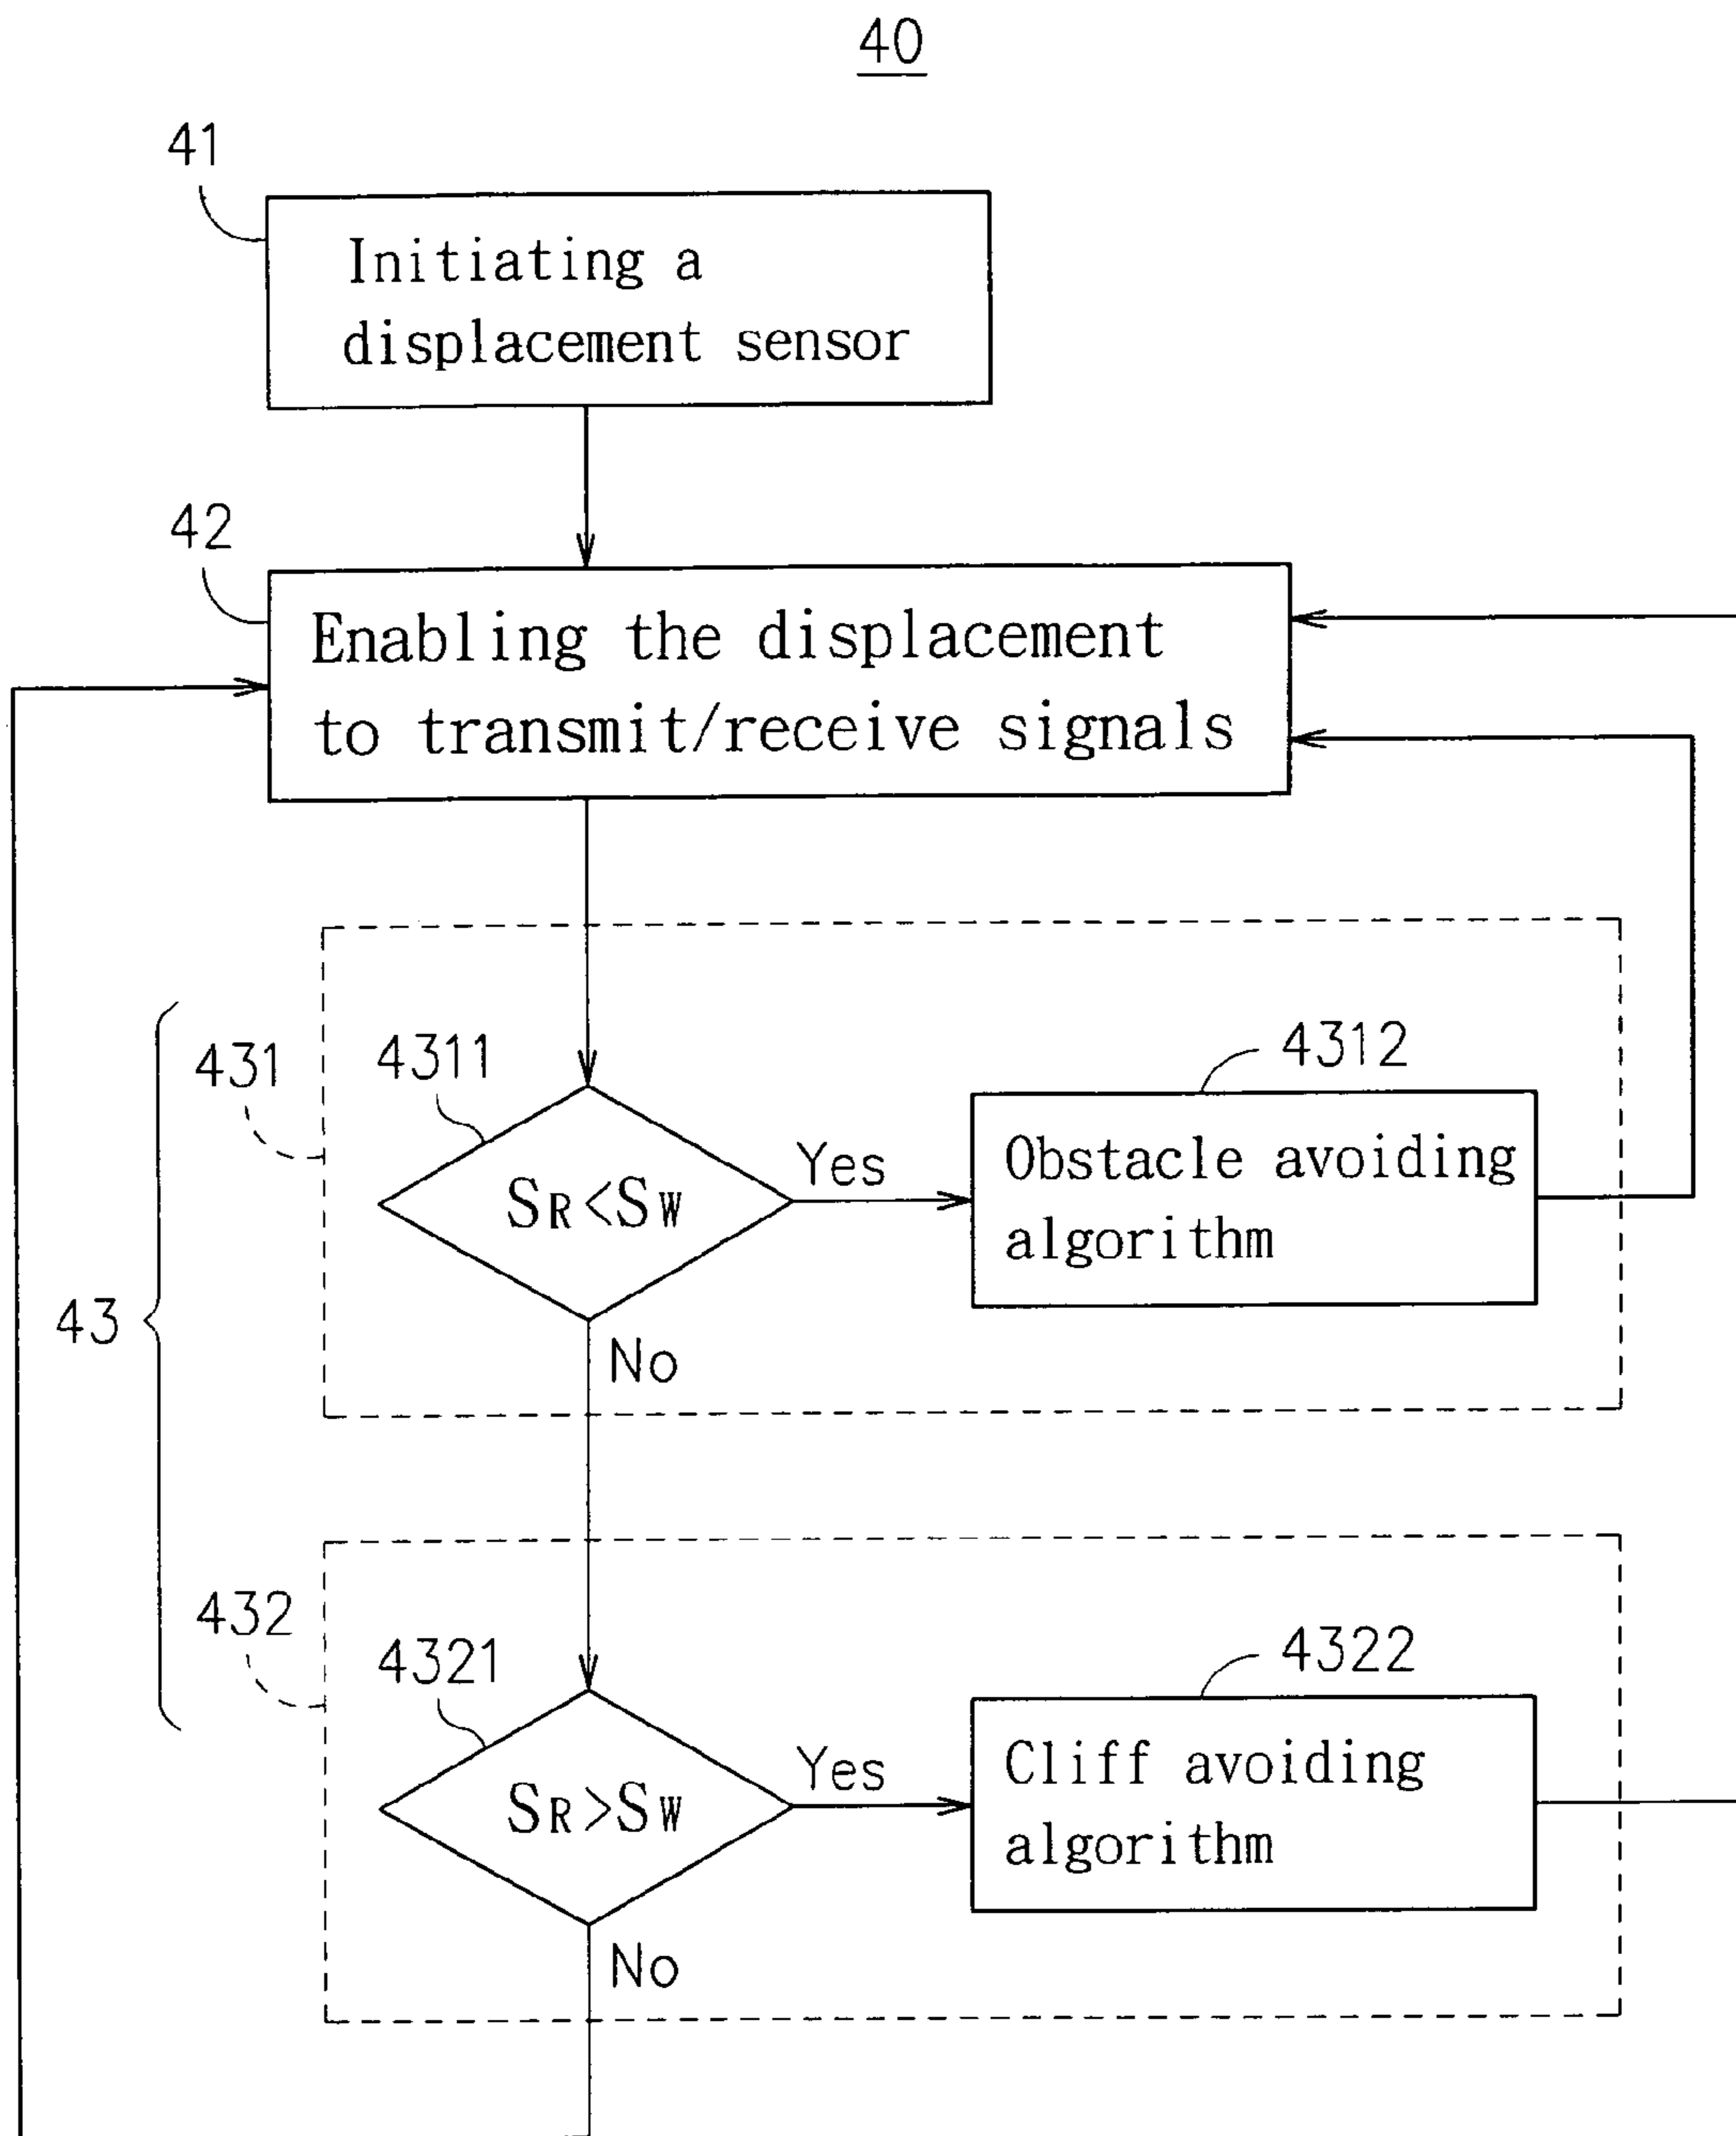 40
41
Initiating a
displacement sensor
42
Enabling the displacement
to transmit/receive signals
431
4311
4312
SR<SW
Yes
Obstacle avoiding
algorithm
43
No
432
4321
4322
SR>SW
Yes
Cliff avoiding
algorithm
No